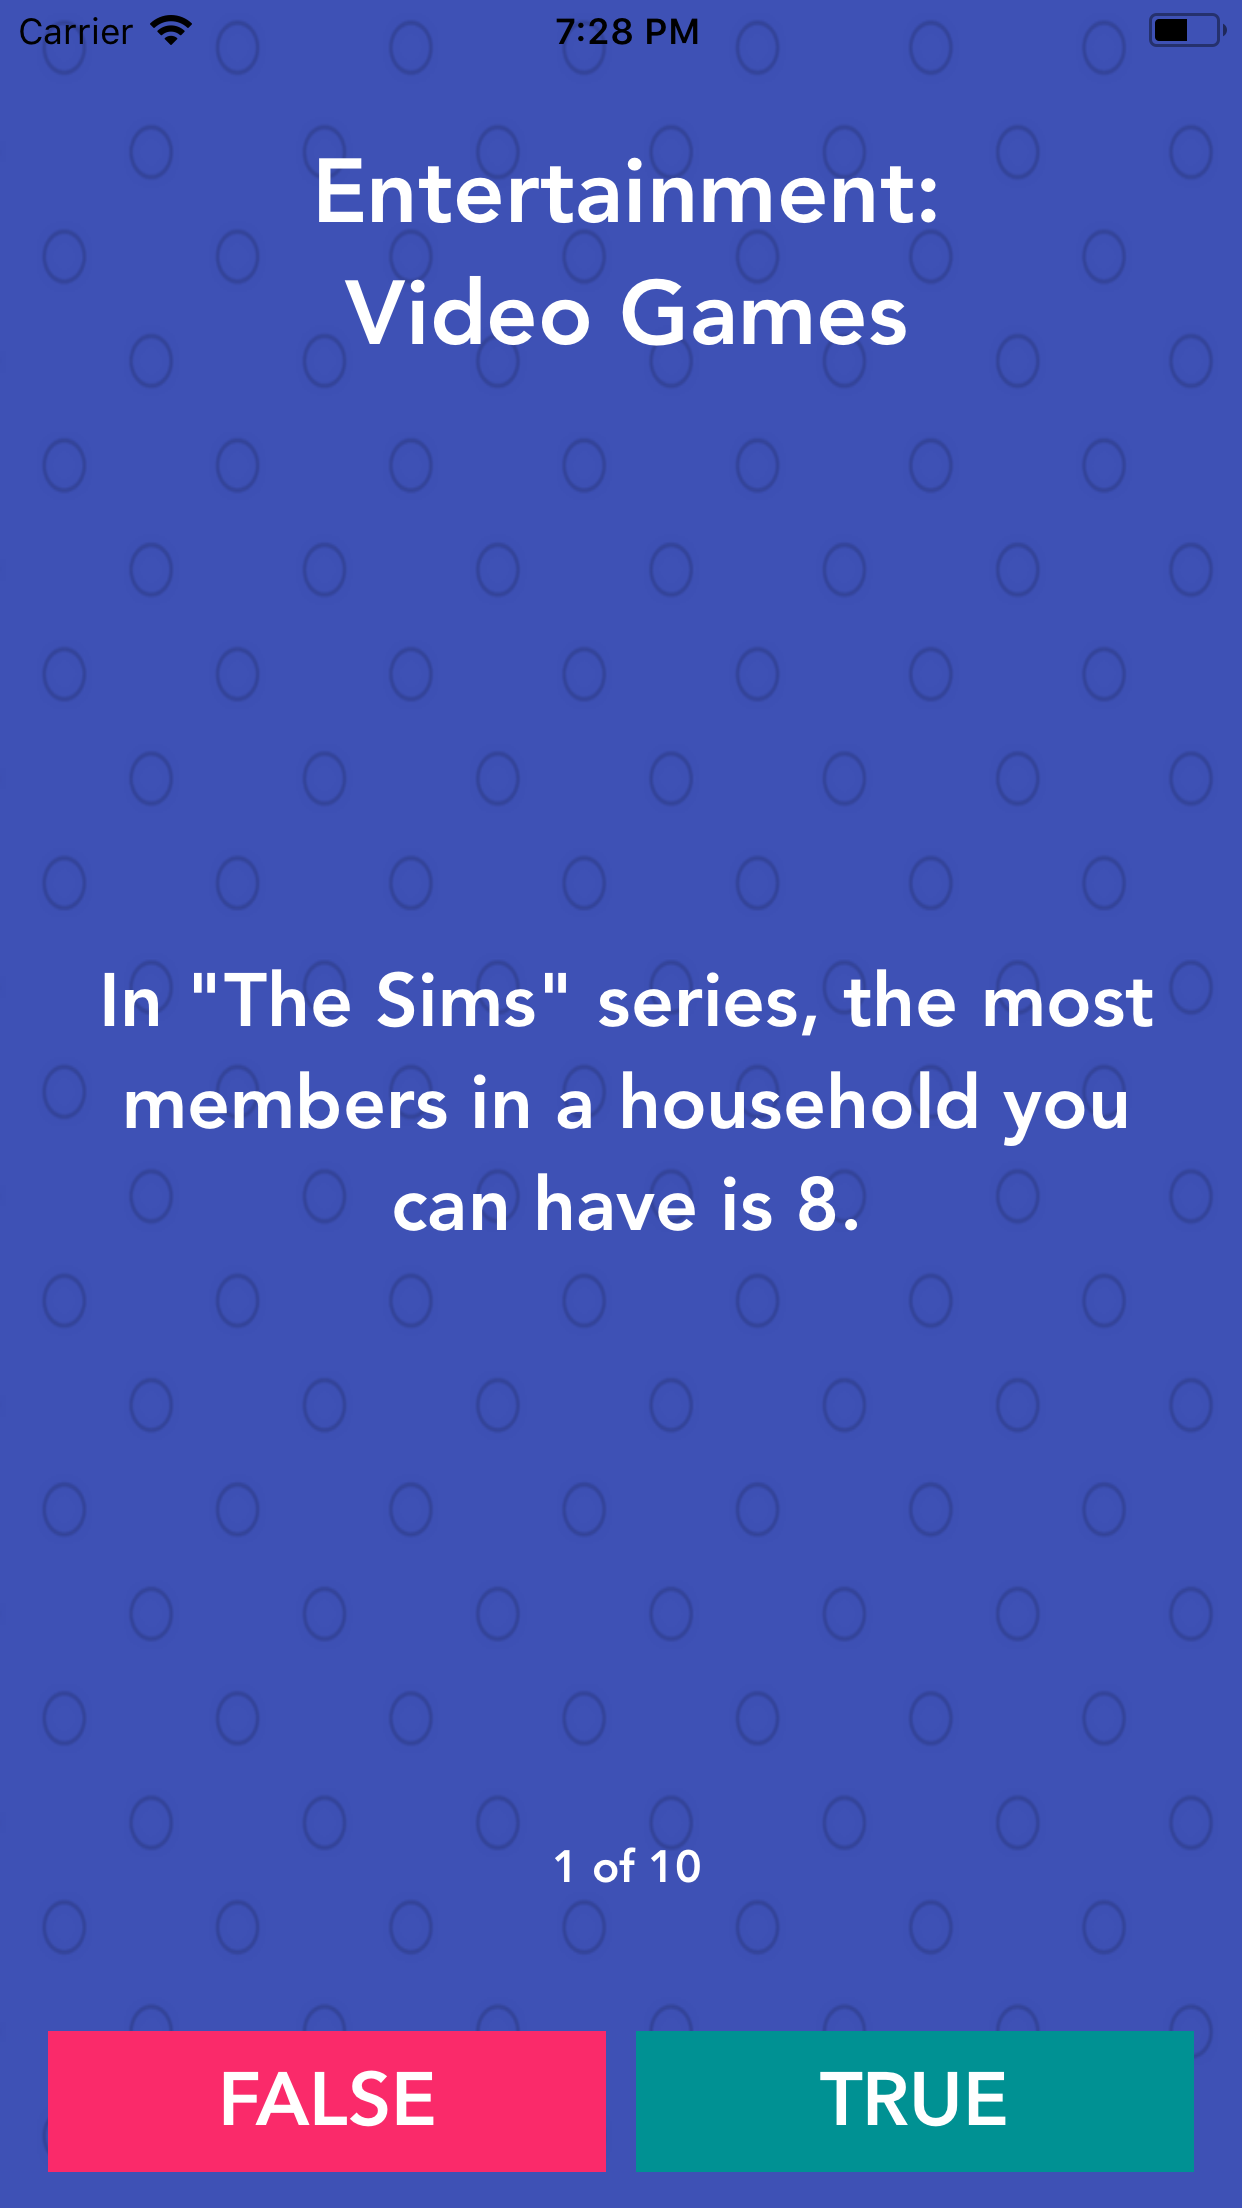 Carrier
7:28 PM
Entertainment:
Video Games
In "The Sims" series, the most
members in a household you
can have is 8.
1 of 10
FALSE
TRUE